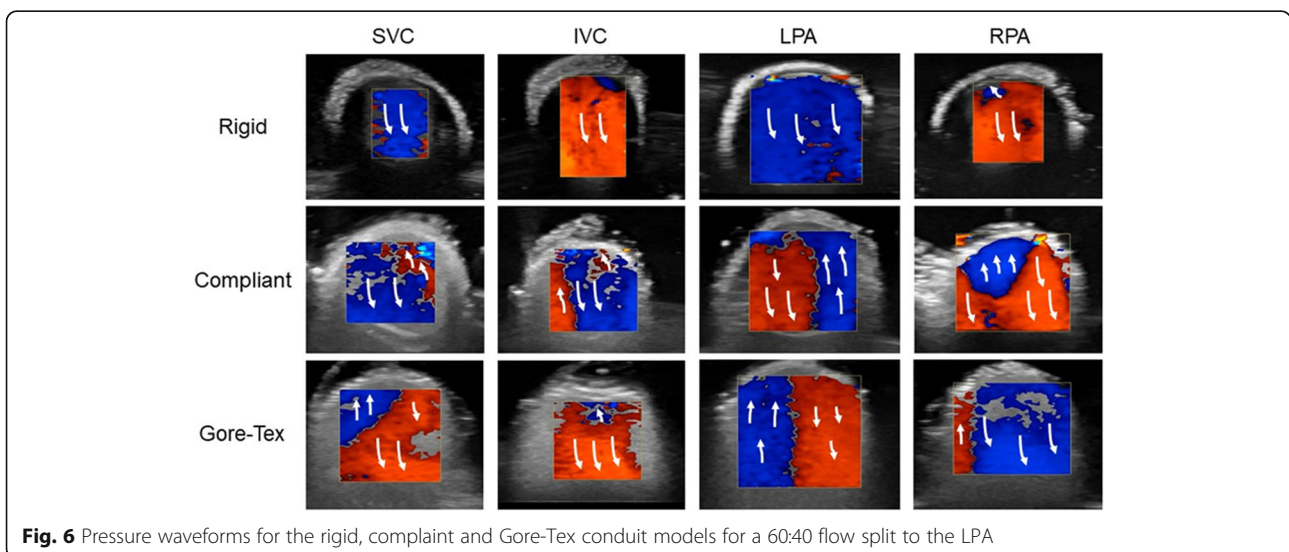 SVC IVC LPA RPA
Rigid
Compliant
Gore-Tex
Fig. 6 Pressure waveforms for the rigid, complaint and Gore-Tex conduit models for a 60:40 flow split to the LPA